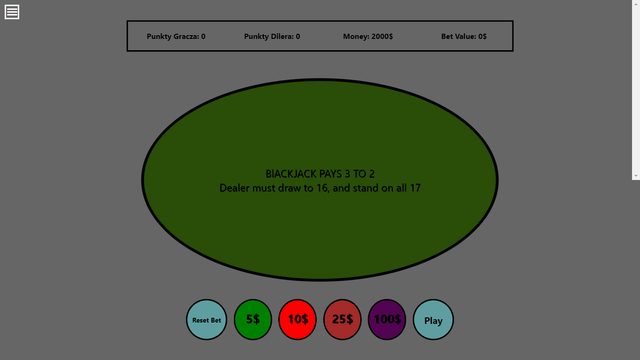 Punkty Gracza: 0 Punkty Dilera: 0 Money: 2000$ Bet Value: 0$
BlACKJACK PAYS 3 TO 2
Dealer must draw to 16, and stand on all 17
Reset Bet 5$ 10$ 25$ 100$ Play